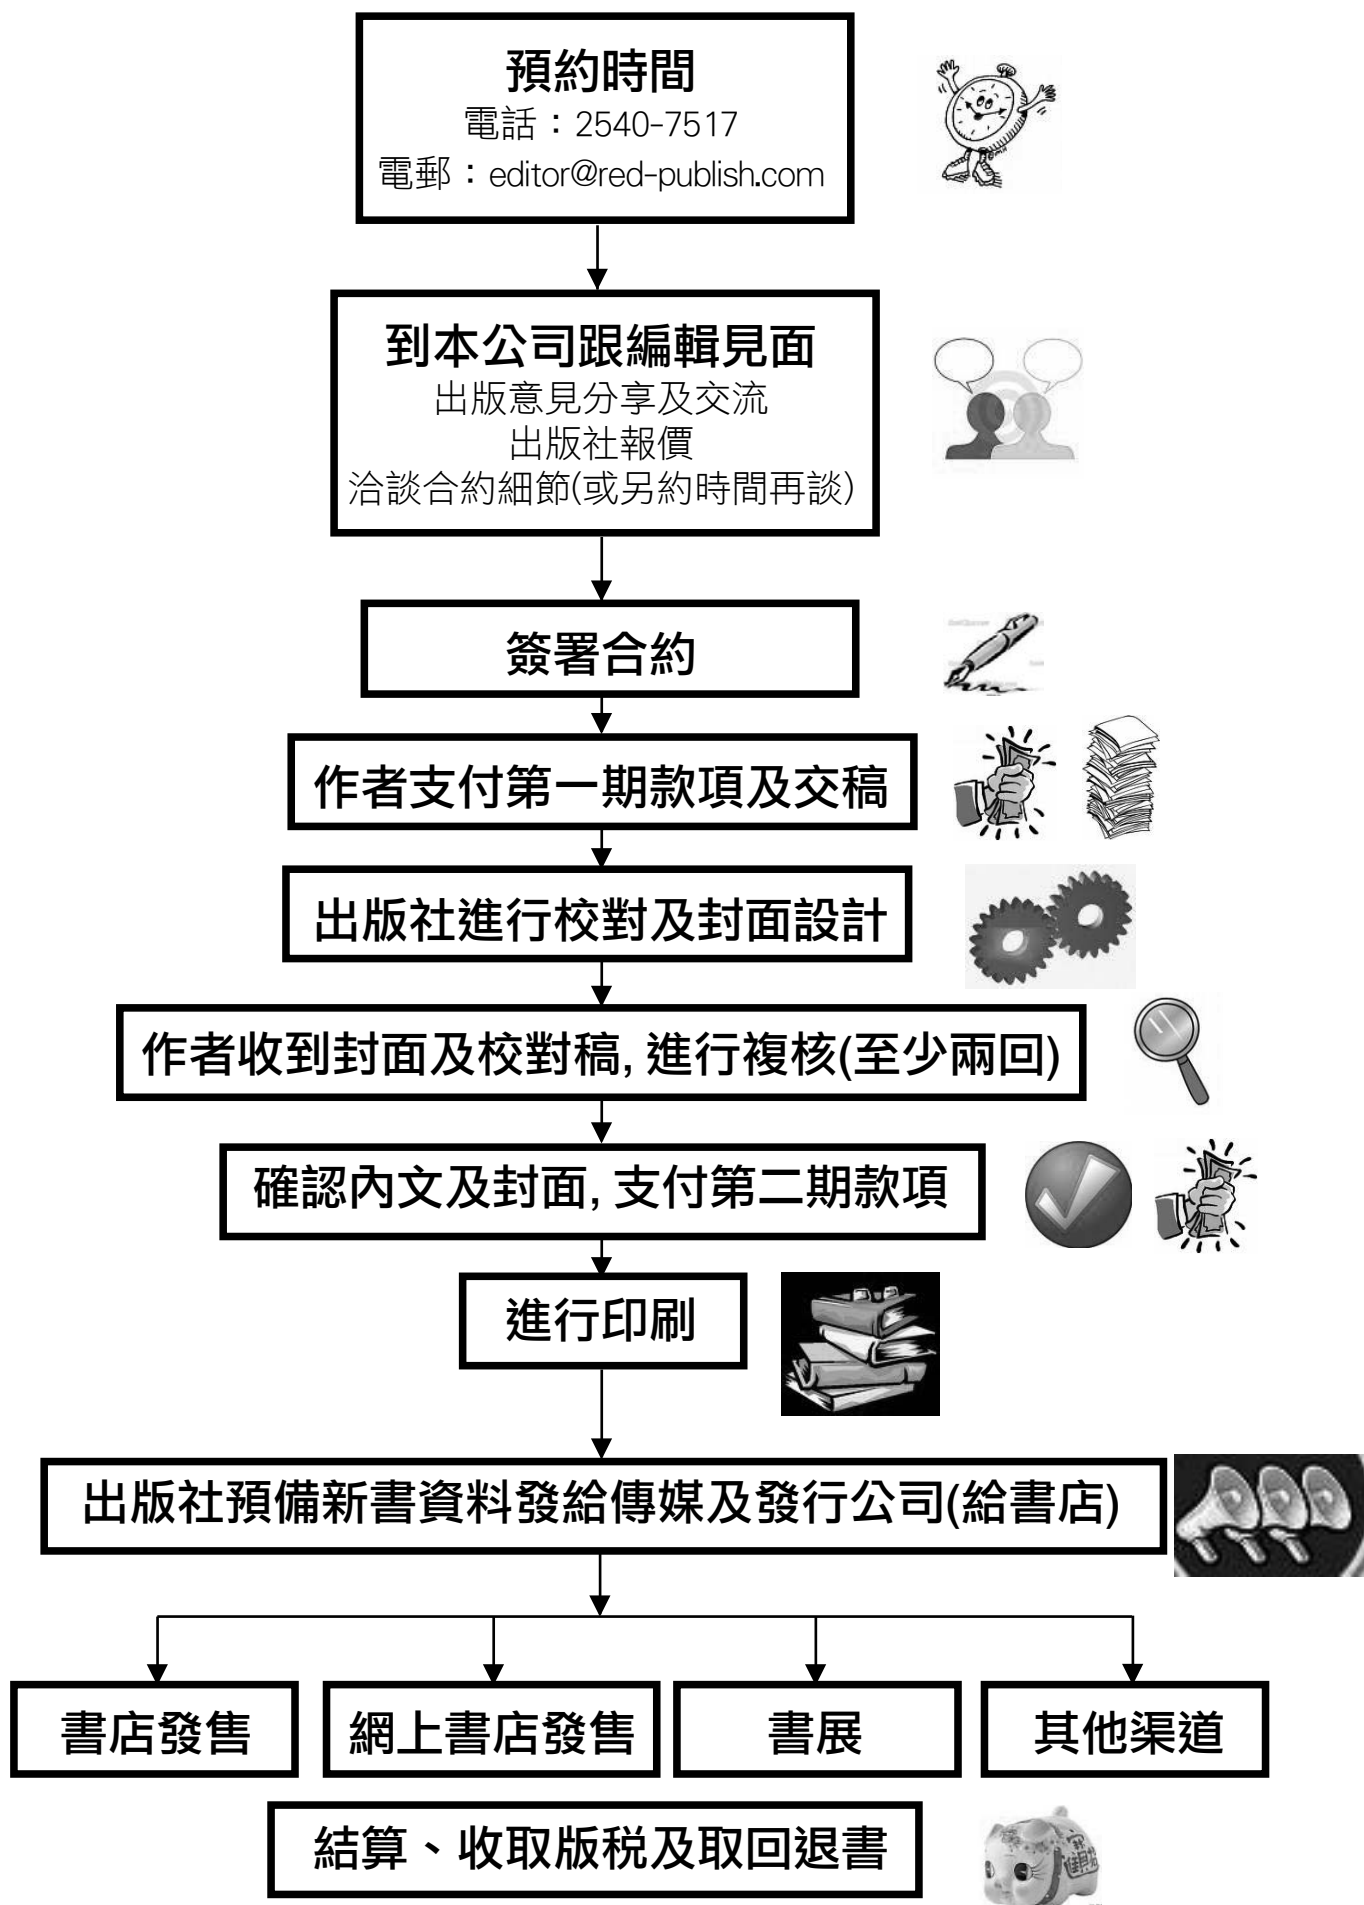 預約時間
電話：2540-7517
電郵：editor@red-publish.com
到本公司跟編輯見面
出版意見分享及交流
出版社報價
洽談合約細節(或另約時間再談)
簽署合約
作者支付第一期款項及交稿
出版社進行校對及封面設計
作者收到封面及校對稿, 進行複核(至少兩回)
確認內文及封面, 支付第二期款項
進行印刷
出版社預備新書資料發給傳媒及發行公司(給書店)
書店發售
網上書店發售
書展
其他渠道
結算、收取版税及取回退書